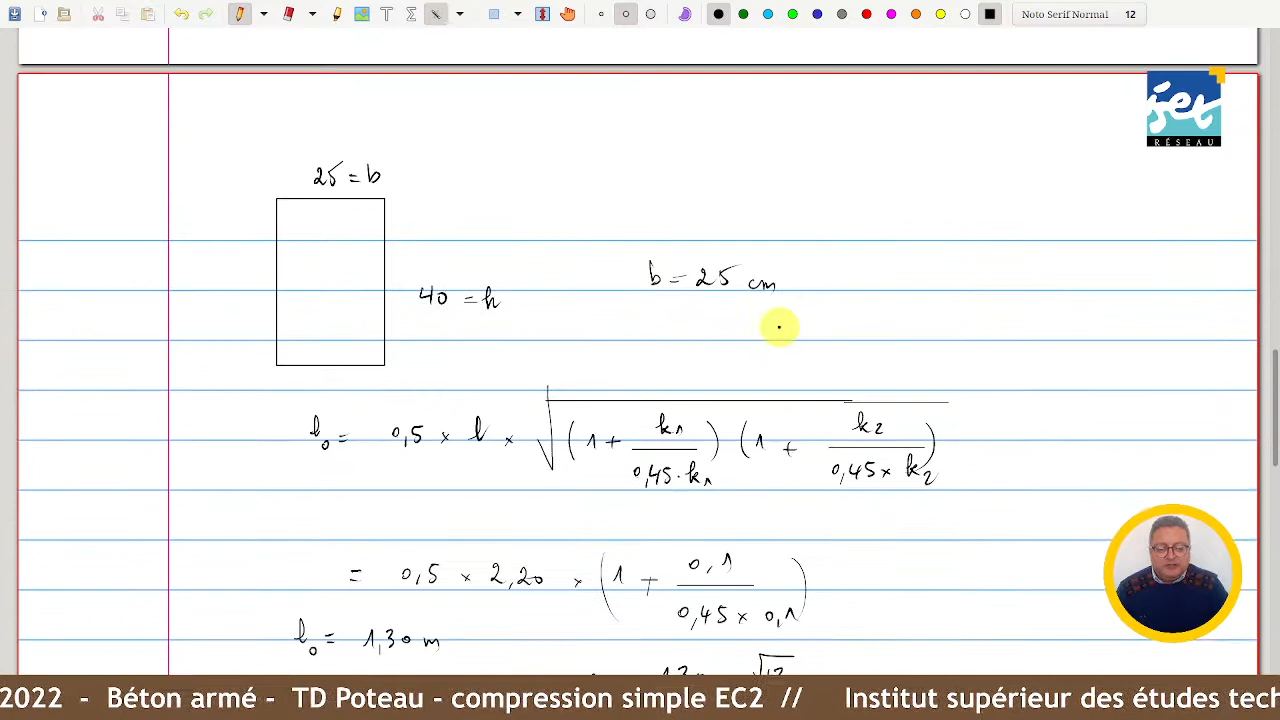 Noto Serif Normal 12
iset
RÉSEAU
25 = b
40 = h
b = 25 cm
l₀ = 0,5 × l × √(1 + k₁/0,45·k₁) (1 + k₂/0,45×k₂)
= 0,5 × 2,20 × (1 + 0,1/0,45 × 0,1)
l₀ = 1,30 m
√12
2022 - Béton armé - TD Poteau - compression simple EC2 // Institut supérieur des études tech